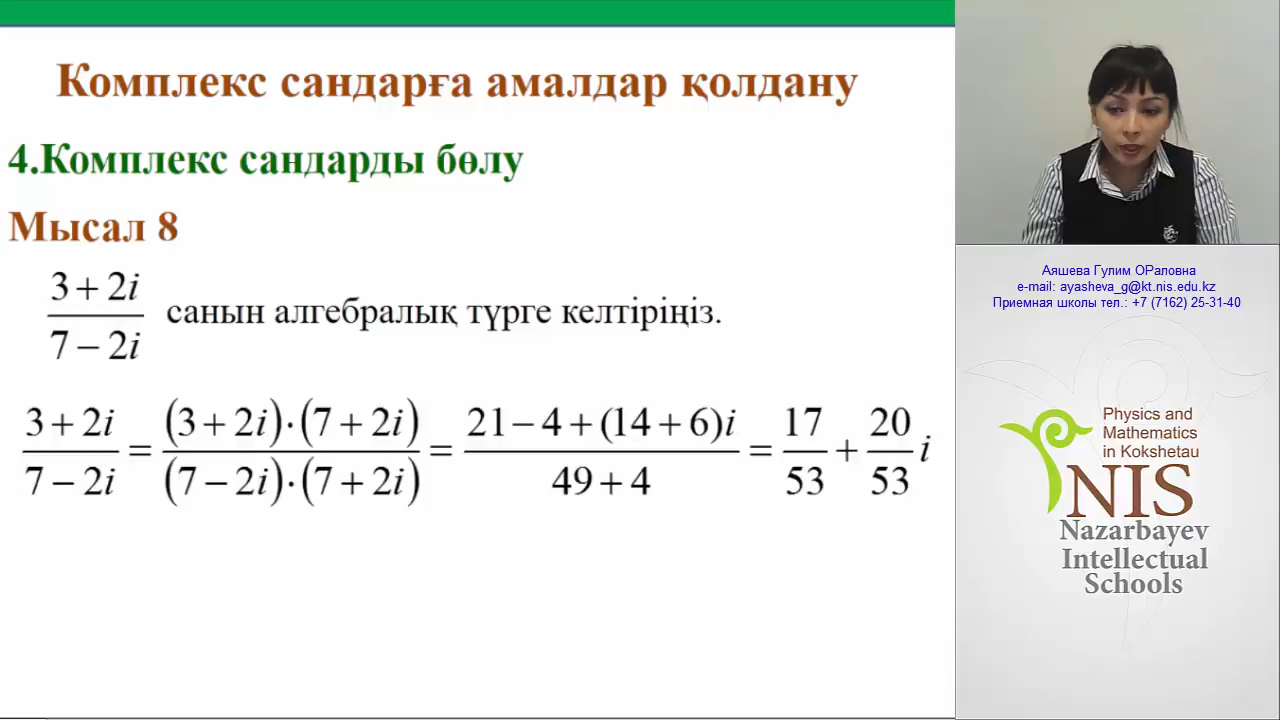 Комплекс сандарға амалдар қолдану
4.Комплекс сандарды бөлу
Мысал 8
(3 + 2i)/(7 − 2i) санын алгебралық түрге келтіріңіз.
(3 + 2i)/(7 − 2i) = ((3 + 2i)·(7 + 2i))/((7 − 2i)·(7 + 2i)) = (21 − 4 + (14 + 6)i)/(49 + 4) = 17/53 + 20/53 i
Аяшева Гулим ОРаловна
e-mail: ayasheva_g@kt.nis.edu.kz
Приемная школы тел.: +7 (7162) 25-31-40
Physics and
Mathematics
in Kokshetau
NIS
Nazarbayev
Intellectual
Schools